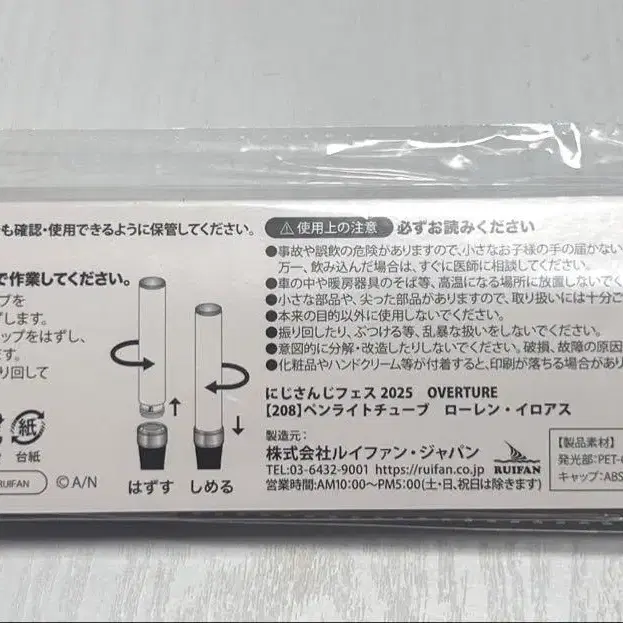 も確認・使用できるように保管してください。
で作業してください。
プを
ずします。
ップをはずし、
ます。
り回して
紙
台紙
RUIFAN
©A/N
はずす
しめる
使用上の注意 必ずお読みください
●事故や誤飲の危険がありますので、小さなお子様の手の届かない
万一、飲み込んだ場合は、すぐに医師に相談してください。
●車の中や暖房器具のそば等、高温になる場所に放置しないでく
●小さな部品や、尖った部品がありますので、取り扱いには十分ご
●本来の目的以外に使用しないでください。
●振り回したり、ぶつける等、乱暴な扱いをしないでください。
●意図的に分解・改造したりしないでください。破損、故障の原因
●化粧品やハンドクリーム等が付着すると、印刷が落ちる場合があり
にじさんじフェス 2025 OVERTURE
【208】ペンライトチューブ ローレン・イロアス
製造元:
株式会社ルイファン・ジャパン
TEL:03-6432-9001 https://ruifan.co.jp
営業時間:AM10:00〜PM5:00(土・日、祝日は除きます)
RUIFAN
【製品素材】
発光部:PET-
キャップ:ABS